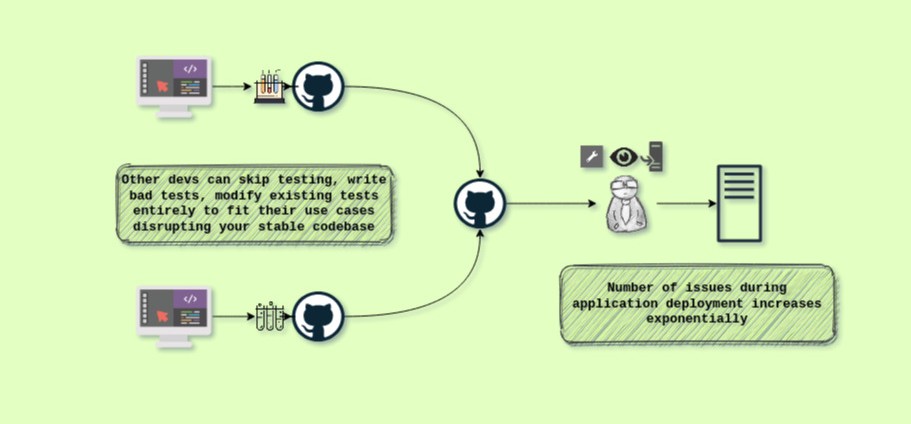 Other devs can skip testing, write
bad tests, modify existing tests
entirely to fit their use cases
disrupting your stable codebase
Number of issues during
application deployment increases
exponentially